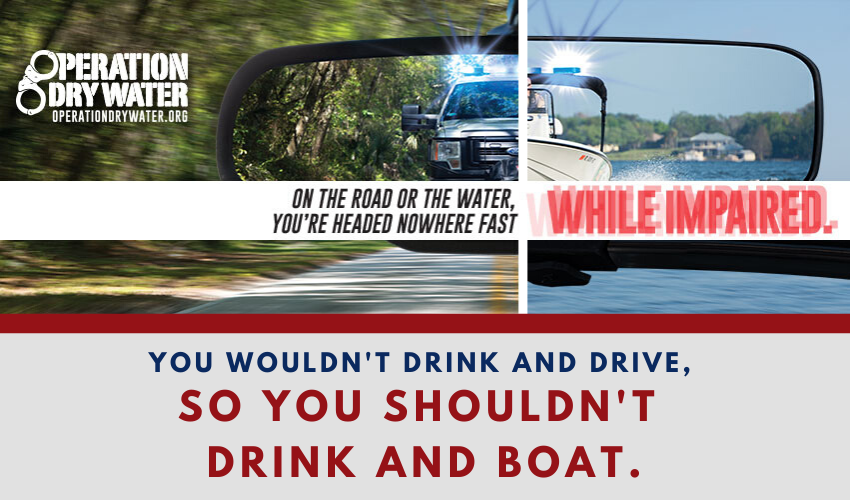 OPERATION
DRY WATER
OPERATIONDRYWATER.ORG
ON THE ROAD OR THE WATER,
YOU'RE HEADED NOWHERE FAST
WHILE IMPAIRED.
YOU WOULDN'T DRINK AND DRIVE,
SO YOU SHOULDN'T
DRINK AND BOAT.